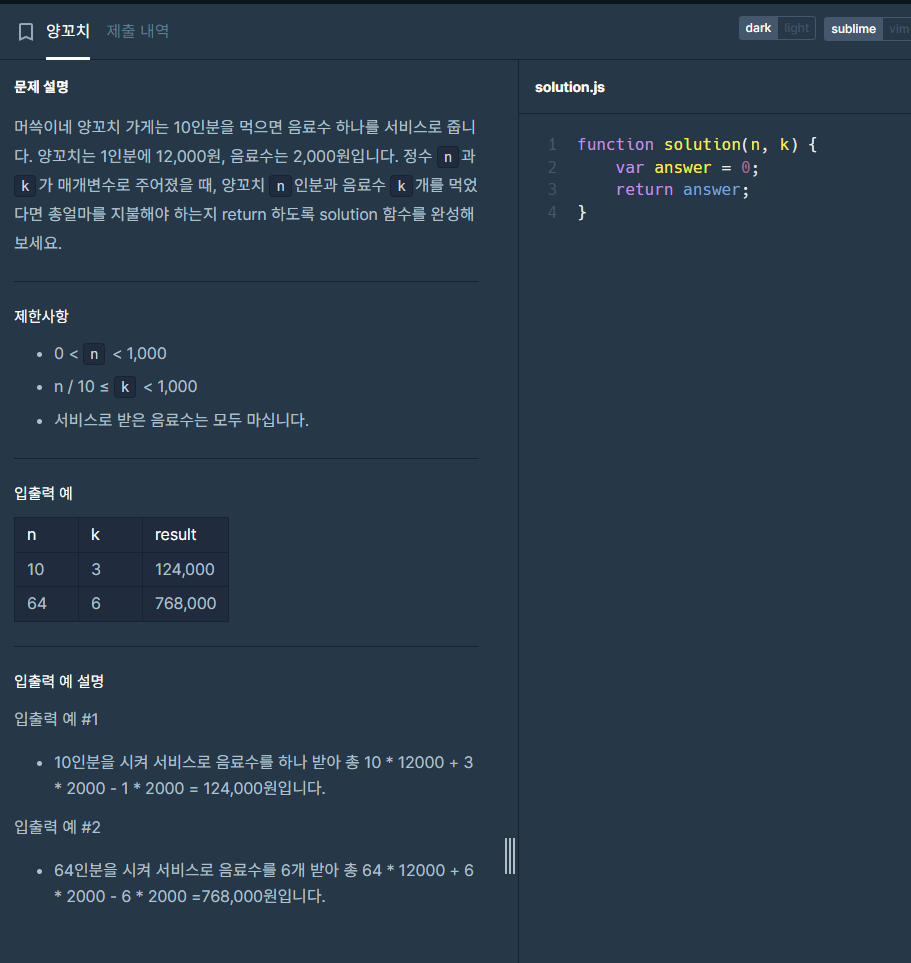 양꼬치 제출 내역
dark light sublime vim
문제 설명
머쓱이네 양꼬치 가게는 10인분을 먹으면 음료수 하나를 서비스로 줍니
다. 양꼬치는 1인분에 12,000원, 음료수는 2,000원입니다. 정수 n 과
k 가 매개변수로 주어졌을 때, 양꼬치 n 인분과 음료수 k 개를 먹었
다면 총얼마를 지불해야 하는지 return 하도록 solution 함수를 완성해
보세요.
제한사항
• 0 < n < 1,000
• n / 10 ≤ k < 1,000
• 서비스로 받은 음료수는 모두 마십니다.
입출력 예
n k result
10 3 124,000
64 6 768,000
입출력 예 설명
입출력 예 #1
• 10인분을 시켜 서비스로 음료수를 하나 받아 총 10 * 12000 + 3
* 2000 - 1 * 2000 = 124,000원입니다.
입출력 예 #2
• 64인분을 시켜 서비스로 음료수를 6개 받아 총 64 * 12000 + 6
* 2000 - 6 * 2000 =768,000원입니다.
solution.js
1 function solution(n, k) {
2 var answer = 0;
3 return answer;
4 }